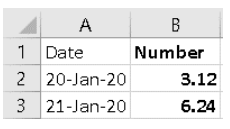 A B
1 Date Number
2 20-Jan-20 3.12
3 21-Jan-20 6.24